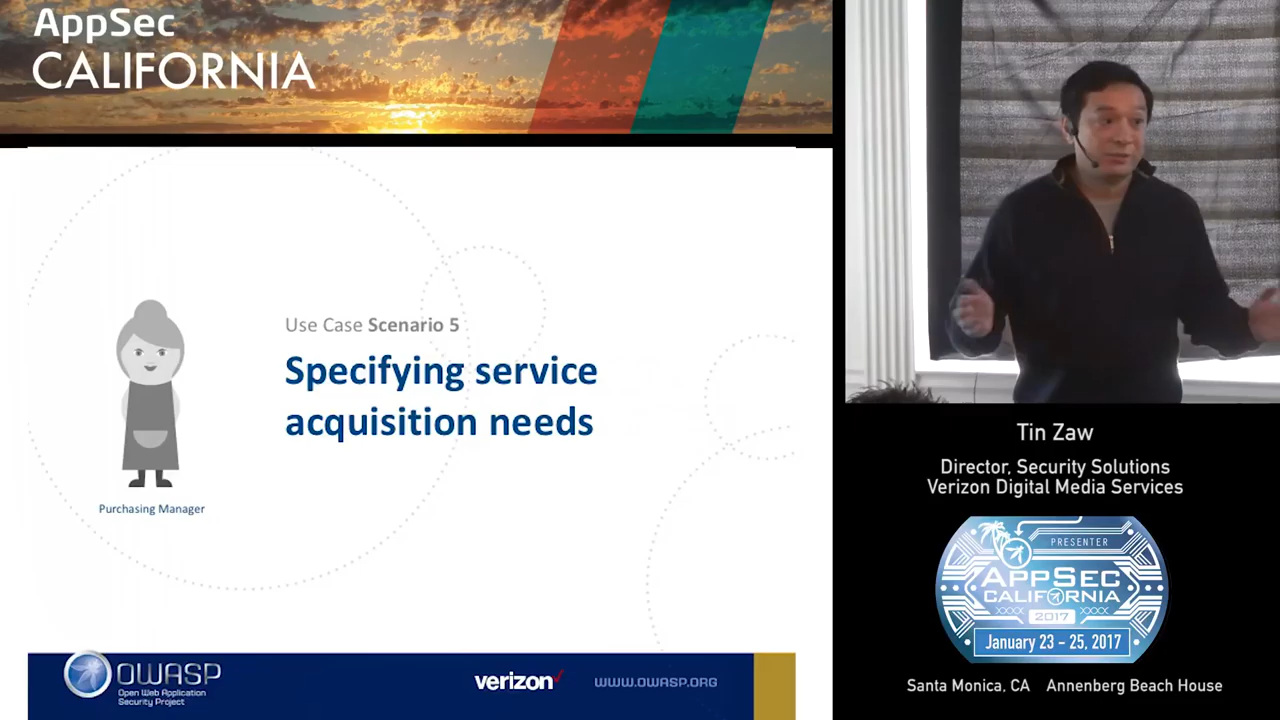 AppSec
CALIFORNIA
Use Case Scenario 5
Specifying service
acquisition needs
Purchasing Manager
OWASP
Open Web Application
Security Project
verizon
WWW.OWASP.ORG
Tin Zaw
Director, Security Solutions
Verizon Digital Media Services
PRESENTER
APPSEC
CALIFORNIA
2017
January 23 - 25, 2017
Santa Monica, CA Annenberg Beach House